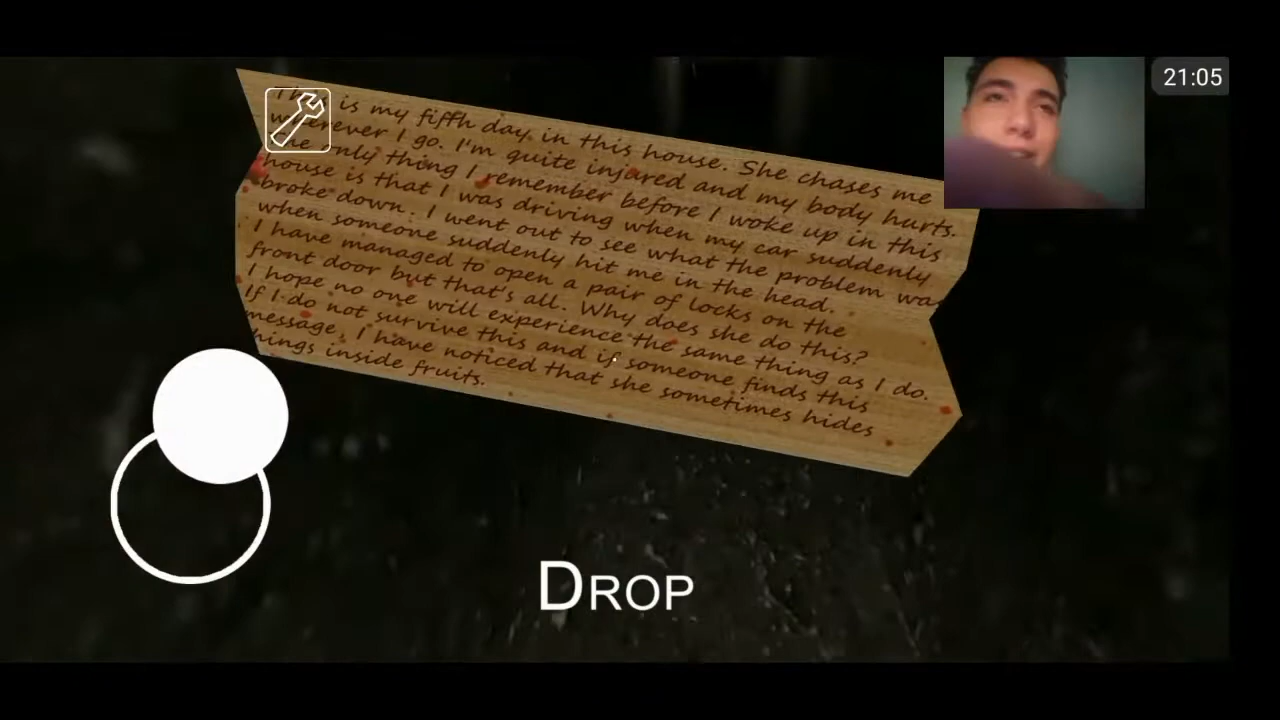 This is my fifth day in this house. She chases me
wherever I go. I'm quite injured and my body hurts.
The only thing I remember before I woke up in this
house is that I was driving when my car suddenly
broke down. I went out to see what the problem was
when someone suddenly hit me in the head.
I have managed to open a pair of locks on the
front door but that's all. Why does she do this?
I hope no one will experience the same thing as I do.
If I do not survive this and if someone finds this
message, I have noticed that she sometimes hides
things inside fruits.
21:05
DROP